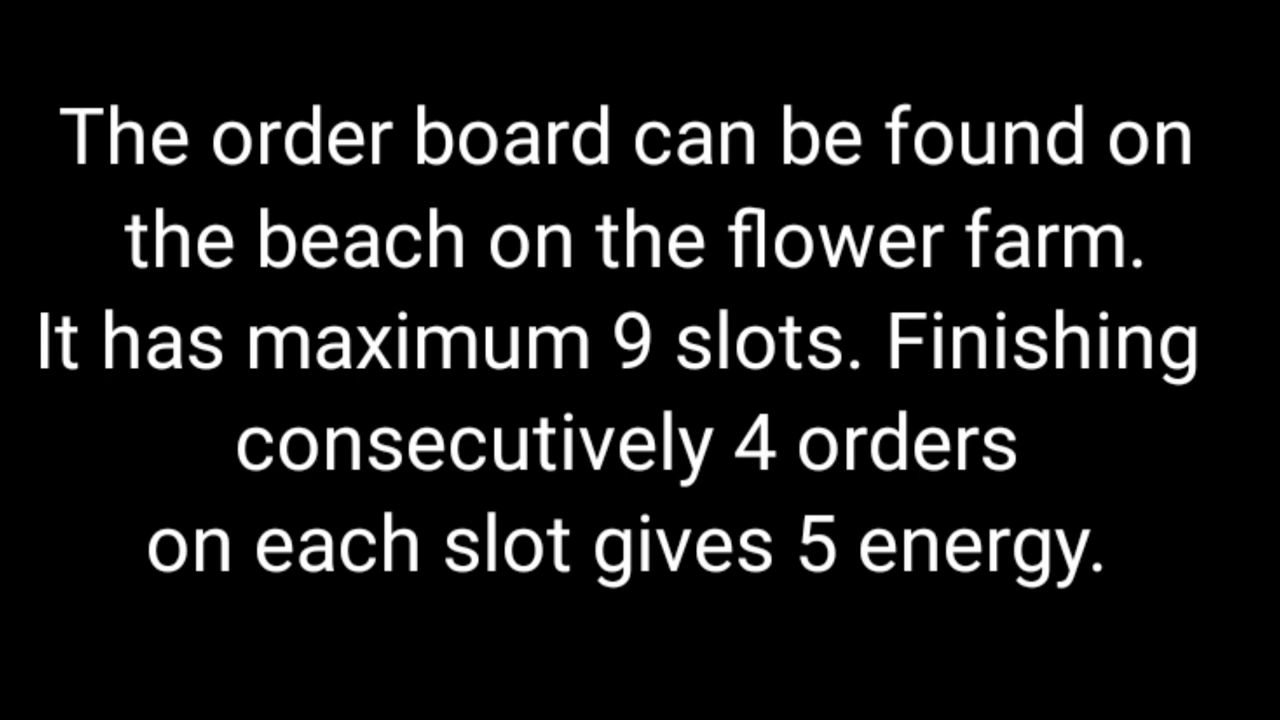 The order board can be found on
the beach on the flower farm.
It has maximum 9 slots. Finishing
consecutively 4 orders
on each slot gives 5 energy.